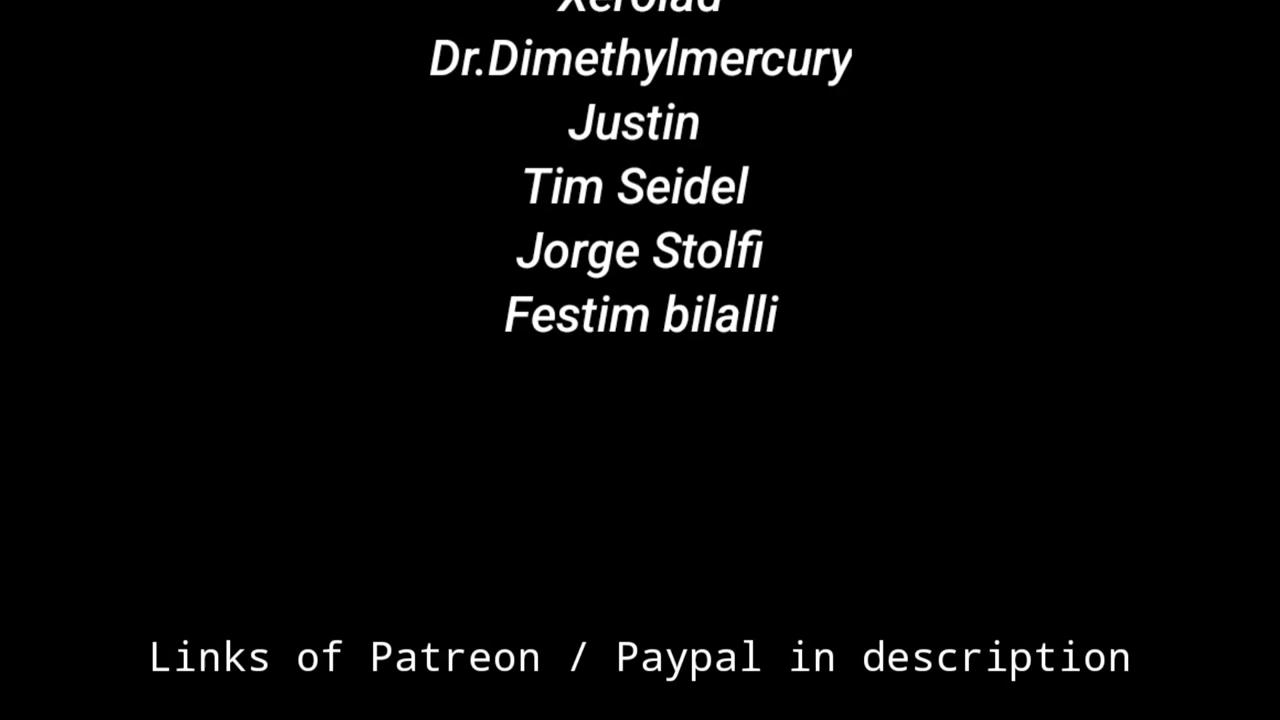 Dr.Dimethylmercury
Justin
Tim Seidel
Jorge Stolfi
Festim bilalli
Links of Patreon / Paypal in description